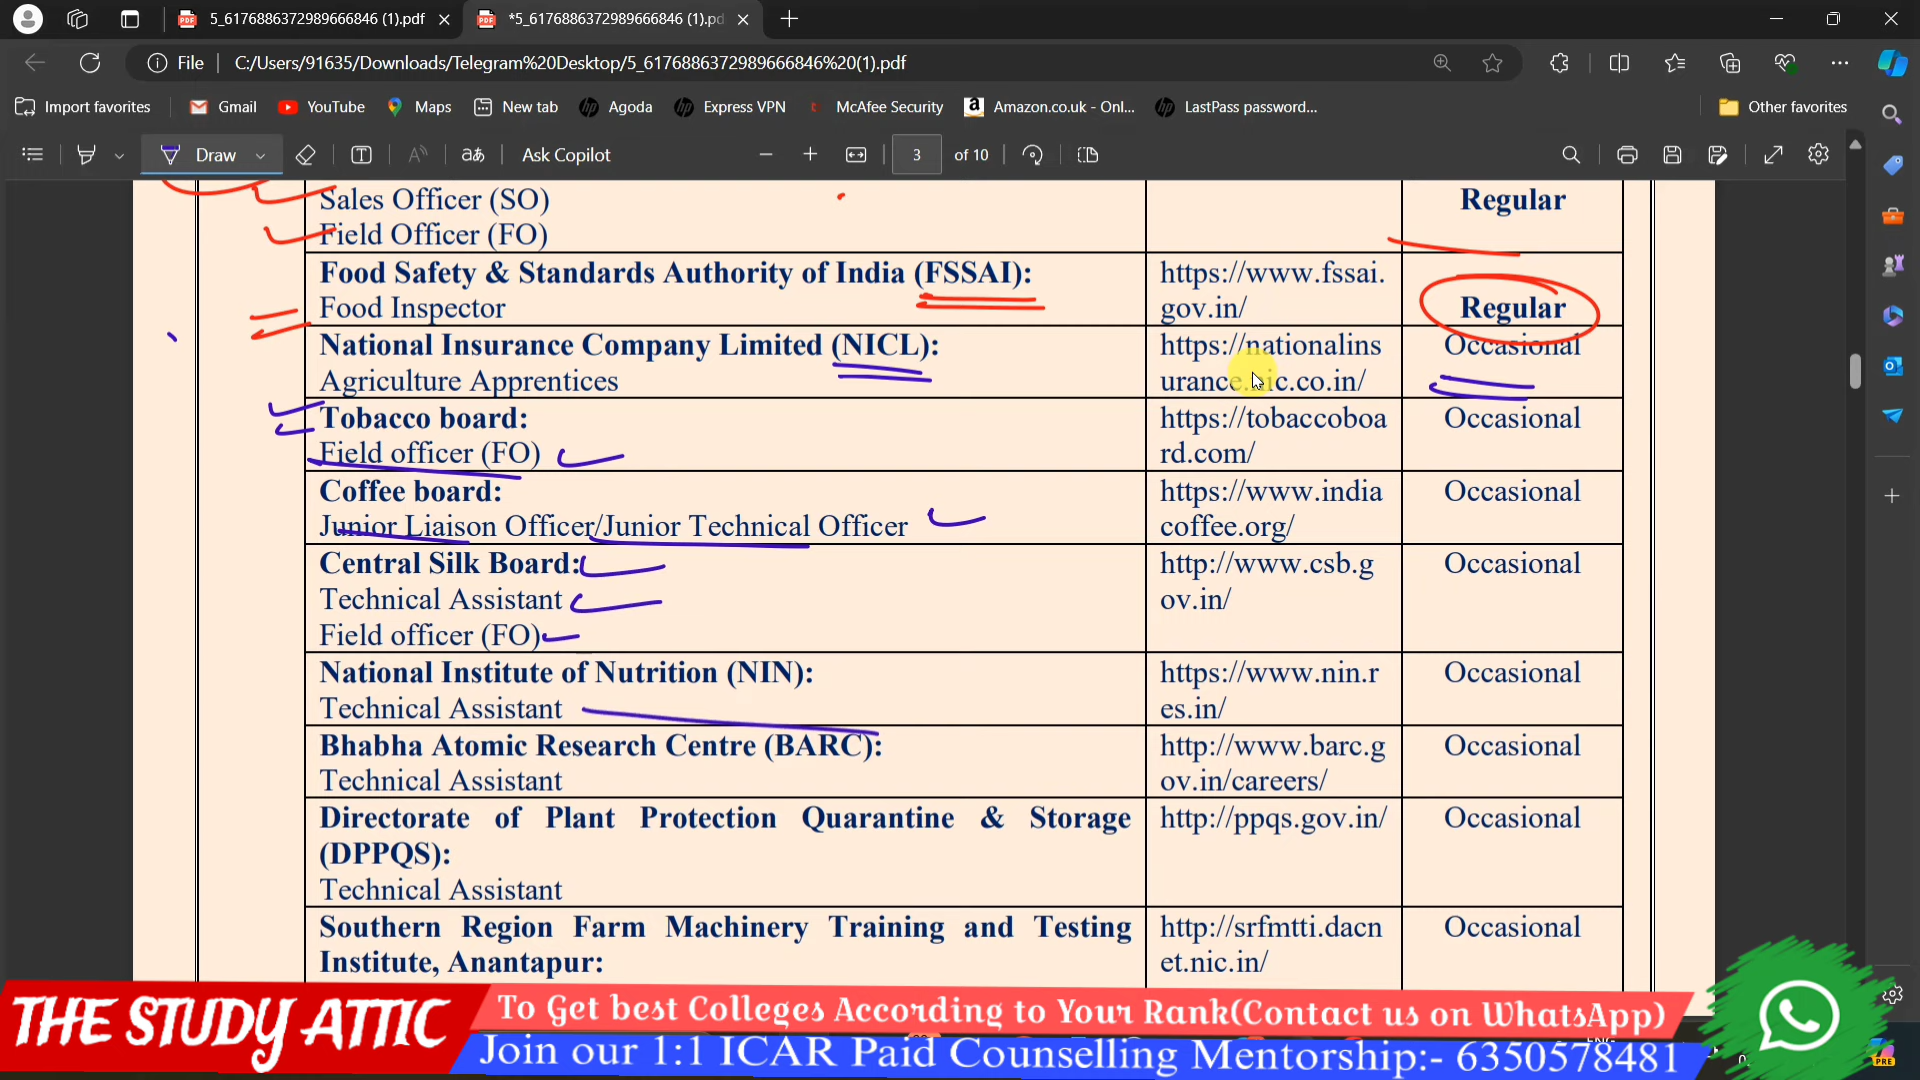 5_6176886372989666846 (1).pdf
*5_6176886372989666846 (1).pd
File
C:/Users/91635/Downloads/Telegram%20Desktop/5_6176886372989666846%20(1).pdf
Import favorites
Gmail
YouTube
Maps
New tab
Agoda
Express VPN
McAfee Security
Amazon.co.uk - Onl...
LastPass password...
Other favorites
Draw
Ask Copilot
3
of 10
Sales Officer (SO)
Field Officer (FO)
Regular
Food Safety & Standards Authority of India (FSSAI):
Food Inspector
https://www.fssai.
gov.in/
Regular
National Insurance Company Limited (NICL):
Agriculture Apprentices
https://nationalins
urance.nic.co.in/
Occasional
Tobacco board:
Field officer (FO)
https://tobaccoboa
rd.com/
Occasional
Coffee board:
Junior Liaison Officer/Junior Technical Officer
https://www.india
coffee.org/
Occasional
Central Silk Board:
Technical Assistant
Field officer (FO)
http://www.csb.g
ov.in/
Occasional
National Institute of Nutrition (NIN):
Technical Assistant
https://www.nin.r
es.in/
Occasional
Bhabha Atomic Research Centre (BARC):
Technical Assistant
http://www.barc.g
ov.in/careers/
Occasional
Directorate of Plant Protection Quarantine & Storage
(DPPQS):
Technical Assistant
http://ppqs.gov.in/
Occasional
Southern Region Farm Machinery Training and Testing
Institute, Anantapur:
http://srfmtti.dacn
et.nic.in/
Occasional
THE STUDY ATTIC
To Get best Colleges According to Your Rank(Contact us on WhatsApp)
Join our 1:1 ICAR Paid Counselling Mentorship:- 6350578481
PRE